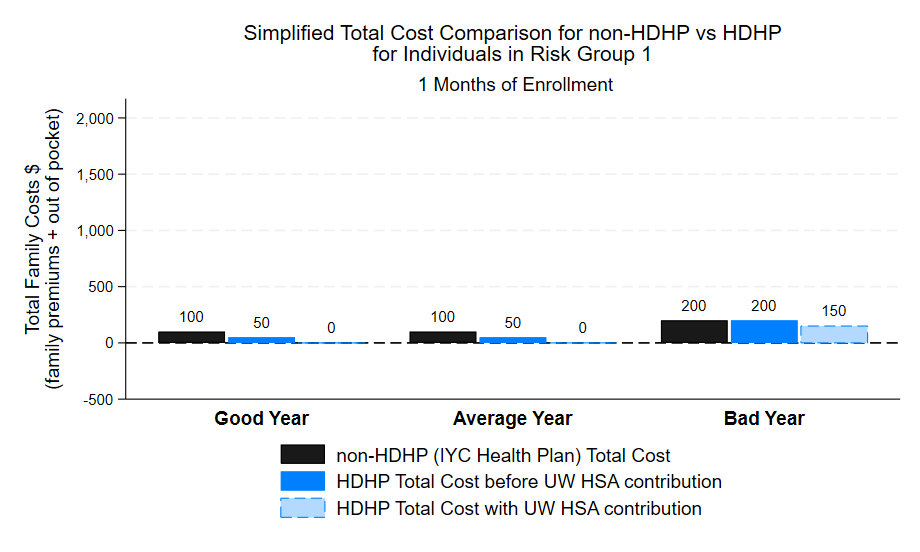 Simplified Total Cost Comparison for non-HDHP vs HDHP
for Individuals in Risk Group 1
1 Months of Enrollment
Total Family Costs $
(family premiums + out of pocket)
2,000
1,500
1,000
500
0
-500
100
50
0
100
50
0
200
200
150
Good Year
Average Year
Bad Year
non-HDHP (IYC Health Plan) Total Cost
HDHP Total Cost before UW HSA contribution
HDHP Total Cost with UW HSA contribution